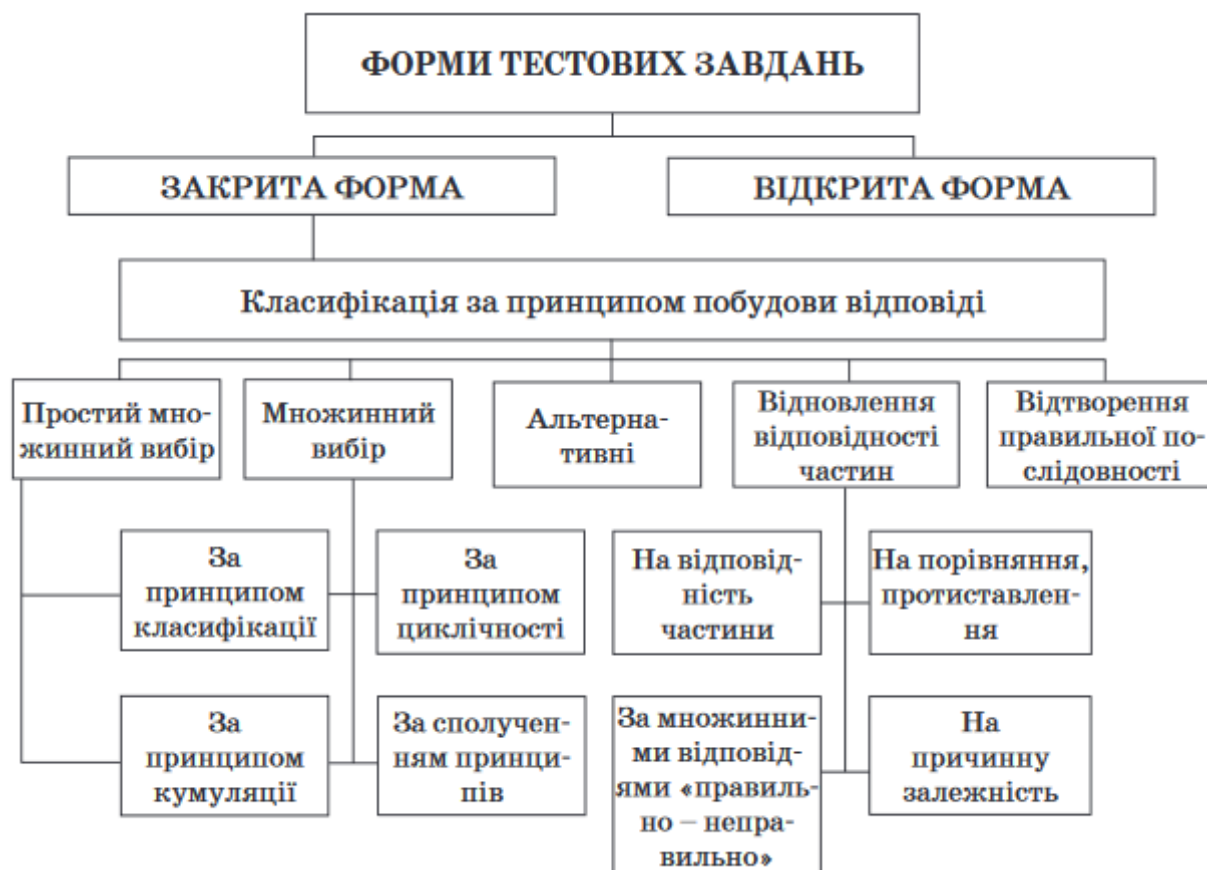 ФОРМИ ТЕСТОВИХ ЗАВДАНЬ
ЗАКРИТА ФОРМА
ВІДКРИТА ФОРМА
Класифікація за принципом побудови відповіді
Простий мно-
жинний вибір
Множинний
вибір
Альтерна-
тивні
Відновлення
відповідності
частин
Відтворення
правильної по-
слідовності
За
принципом
класифікації
За
принципом
циклічності
На відповід-
ність
частини
На порівняння,
протиставлен-
ня
За
принципом
кумуляції
За сполучен-
ням принци-
пів
За множинни-
ми відповід-
ями «правиль-
но – непра-
вильно»
На
причинну
залежність